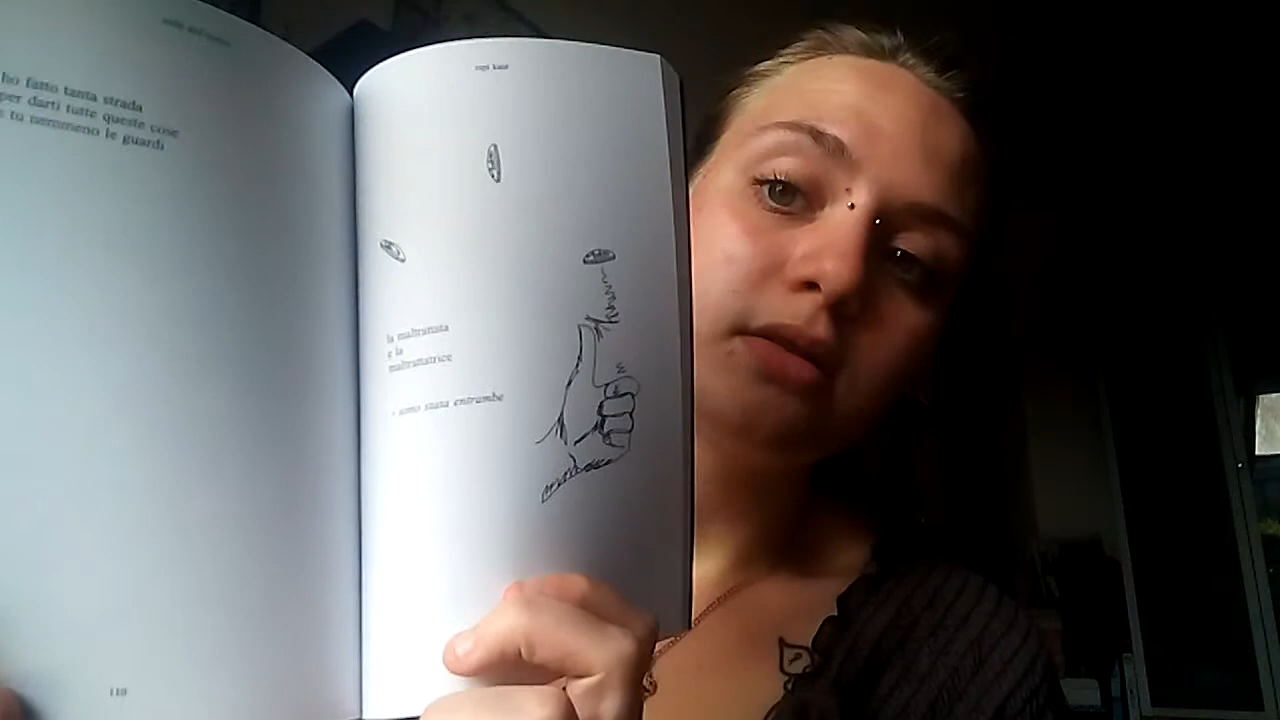 ho fatto tanta strada
per darti tutte queste cose
e tu nemmeno le guardi
rupi kaur
la maltrattata
e la
maltrattatrice
- sono stata entrambe